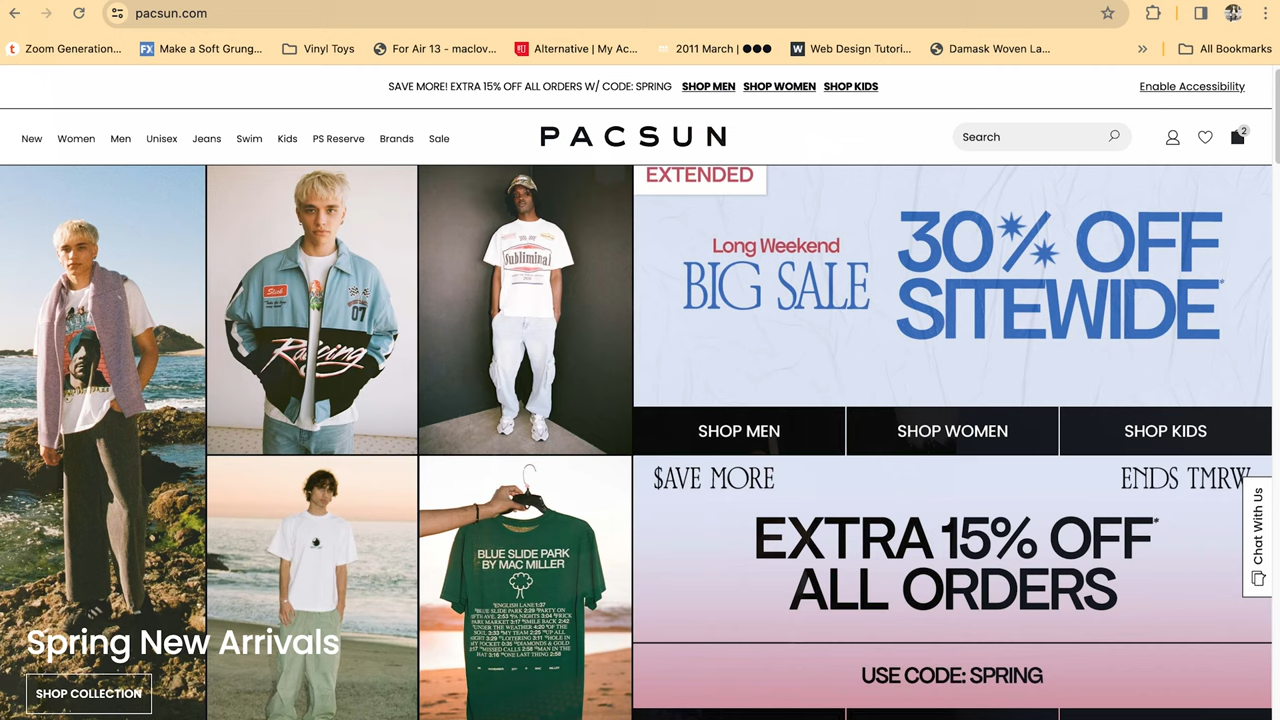 pacsun.com
Zoom Generation... Make a Soft Grung... Vinyl Toys For Air 13 - maclov... Alternative | My Ac... 2011 March | ●●● Web Design Tutori... Damask Woven La... » All Bookmarks
SAVE MORE! EXTRA 15% OFF ALL ORDERS W/ CODE: SPRING SHOP MEN SHOP WOMEN SHOP KIDS
Enable Accessibility
New Women Men Unisex Jeans Swim Kids PS Reserve Brands Sale
PACSUN
Search
2
Slick
07
Racing
Subliminal
EXTENDED
Long Weekend
BIG SALE
30% OFF
SITEWIDE*
SHOP MEN SHOP WOMEN SHOP KIDS
$AVE MORE
ENDS TMRW
EXTRA 15% OFF*
ALL ORDERS
USE CODE: SPRING
Chat With Us
BLUE SLIDE PARK
BY MAC MILLER
Spring New Arrivals
SHOP COLLECTION